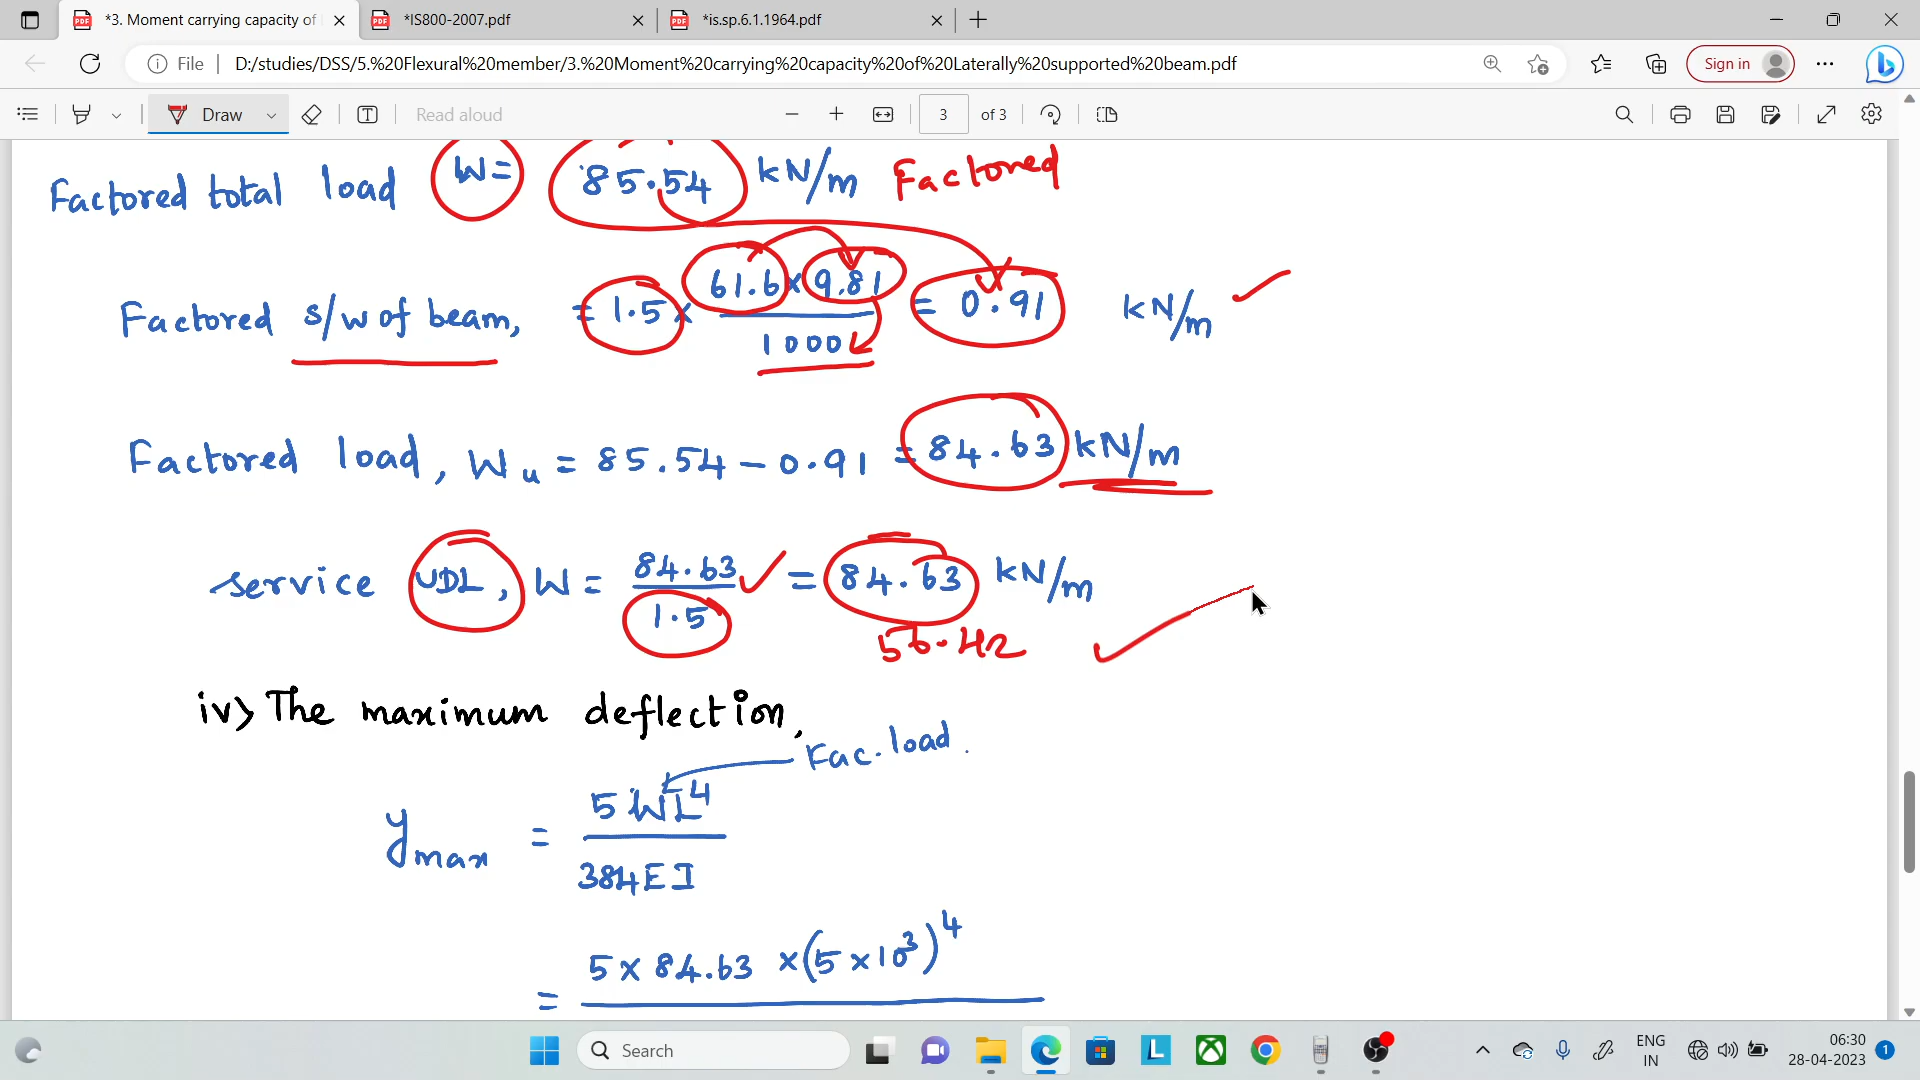 *3. Moment carrying capacity of
*IS800-2007.pdf
*is.sp.6.1.1964.pdf
File
D:/studies/DSS/5.%20Flexural%20member/3.%20Moment%20carrying%20capacity%20of%20Laterally%20supported%20beam.pdf
Sign in
Draw
Read aloud
3
of 3
Factored total load W= 85.54 kN/m Factored
Factored s/w of beam, = 1.5 × 61.6 × 9.81 / 1000 = 0.91 kN/m
Factored load, Wu = 85.54 - 0.91 = 84.63 kN/m
service UDL, W = 84.63 / 1.5 = 84.63 kN/m
56.42
iv) The maximum deflection,
Fac. load.
ymax = 5WL^4 / 384EI
= 5 × 84.63 × (5 × 10^3)^4
Search
ENG
IN
06:30
28-04-2023
1